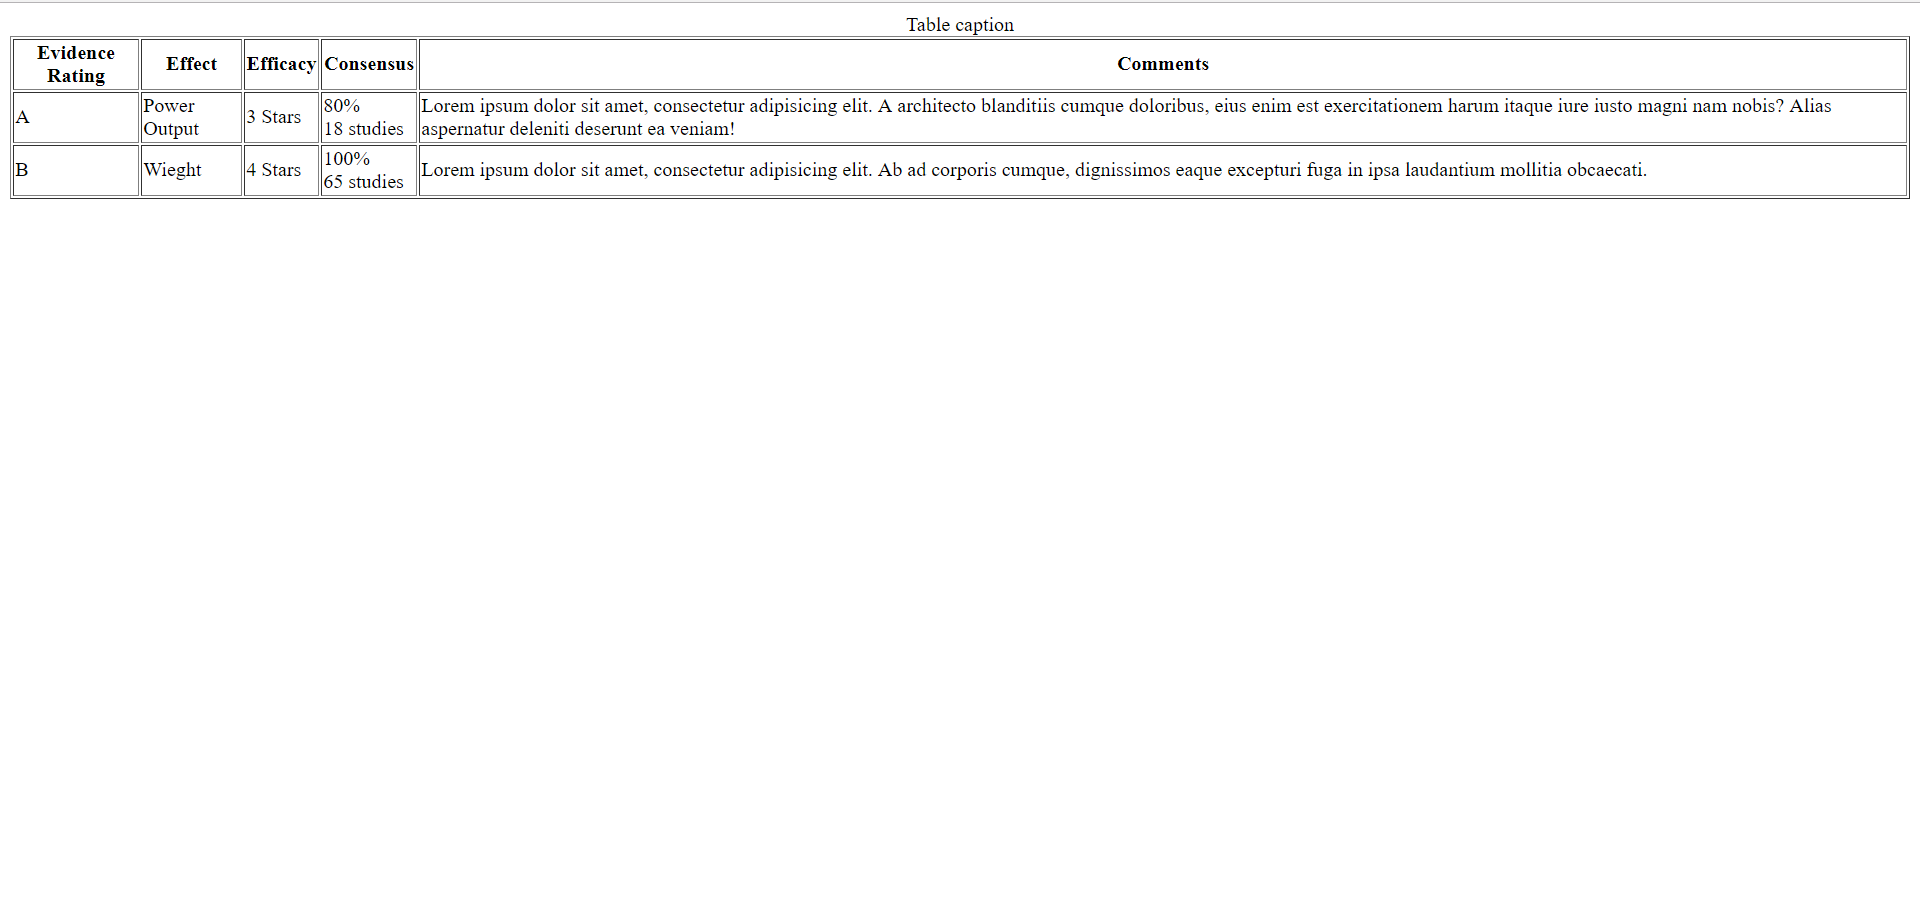 Table caption
Evidence
Rating
Effect
Efficacy
Consensus
Comments
A
Power
Output
3 Stars
80%
18 studies
Lorem ipsum dolor sit amet, consectetur adipisicing elit. A architecto blanditiis cumque doloribus, eius enim est exercitationem harum itaque iure iusto magni nam nobis? Alias
aspernatur deleniti deserunt ea veniam!
B
Wieght
4 Stars
100%
65 studies
Lorem ipsum dolor sit amet, consectetur adipisicing elit. Ab ad corporis cumque, dignissimos eaque excepturi fuga in ipsa laudantium mollitia obcaecati.